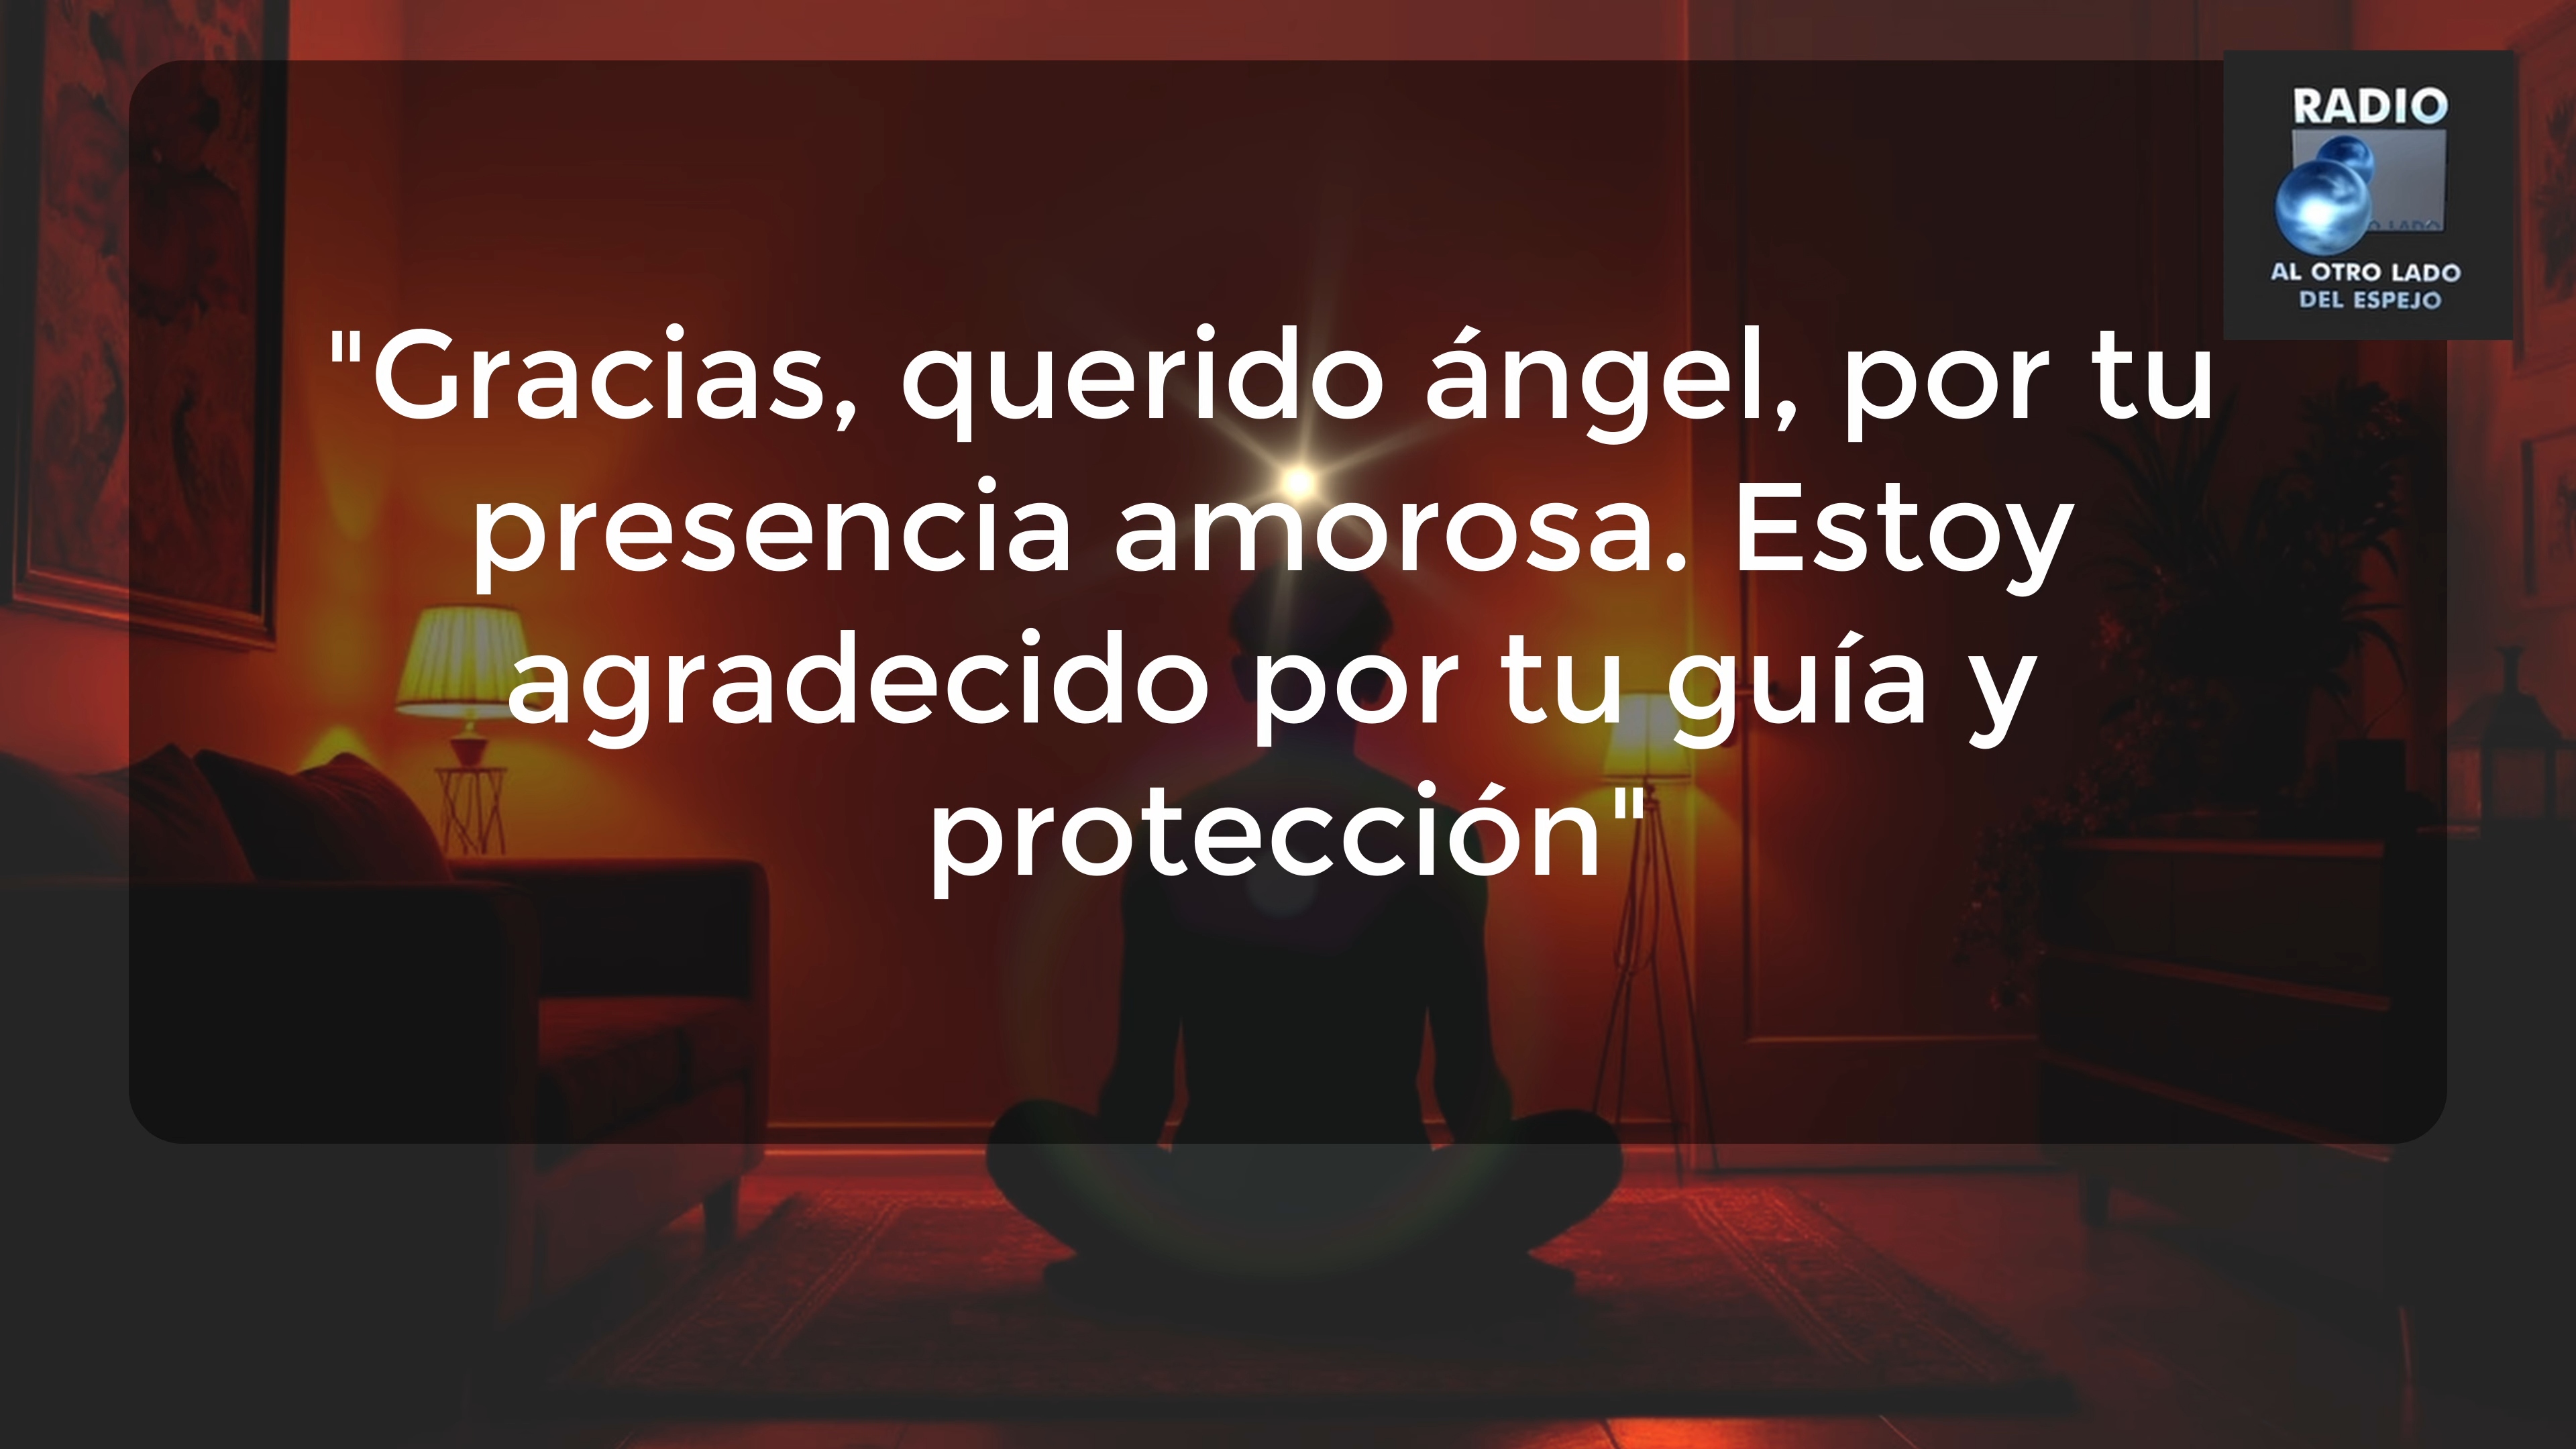 RADIO
AL OTRO LADO
DEL ESPEJO
"Gracias, querido ángel, por tu
presencia amorosa. Estoy
agradecido por tu guía y
protección"